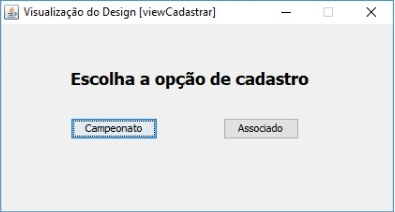 Visualização do Design [viewCadastrar]
Escolha a opção de cadastro
Campeonato Associado